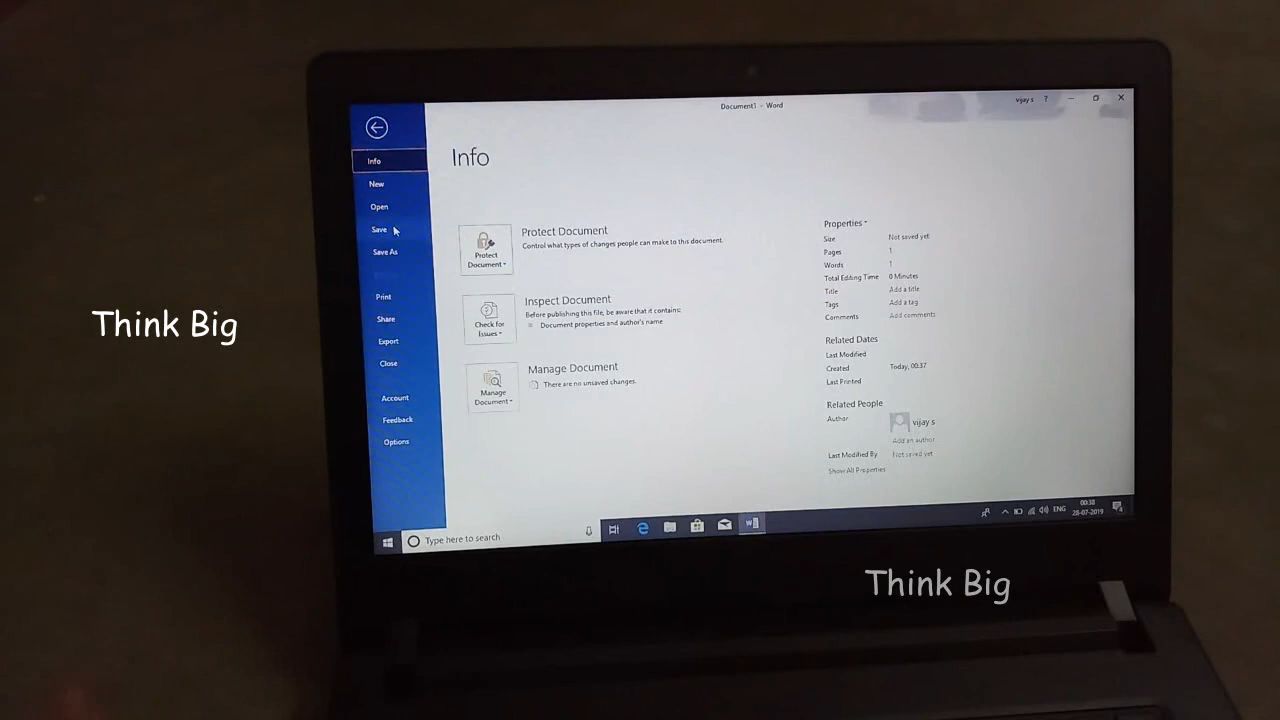 Document1 - Word
vijay s ?
Info
New
Open
Save
Save As
Print
Share
Export
Close
Account
Feedback
Options
Info
Protect Document
Protect Document
Control what types of changes people can make to this document.
Check for Issues
Inspect Document
Before publishing this file, be aware that it contains:
Document properties and author's name
Manage Document
Manage Document
There are no unsaved changes.
Properties
Size Not saved yet
Pages 1
Words 1
Total Editing Time 0 Minutes
Title Add a title
Tags Add a tag
Comments Add comments
Related Dates
Last Modified
Created Today, 00:37
Last Printed
Related People
Author vijay s
Add an author
Last Modified By Not saved yet
Show All Properties
Type here to search
ENG
00:38
28-07-2019
Think Big
Think Big